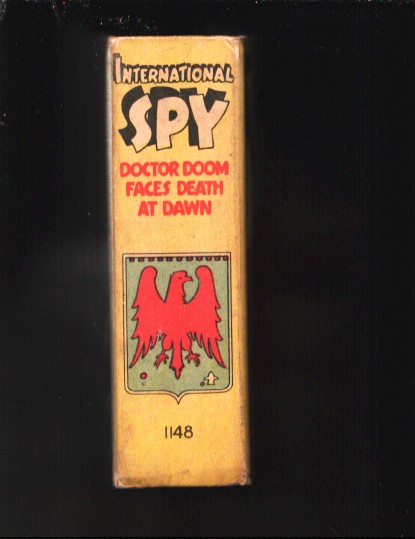 INTERNATIONAL
SPY
DOCTOR DOOM
FACES DEATH
AT DAWN
1148